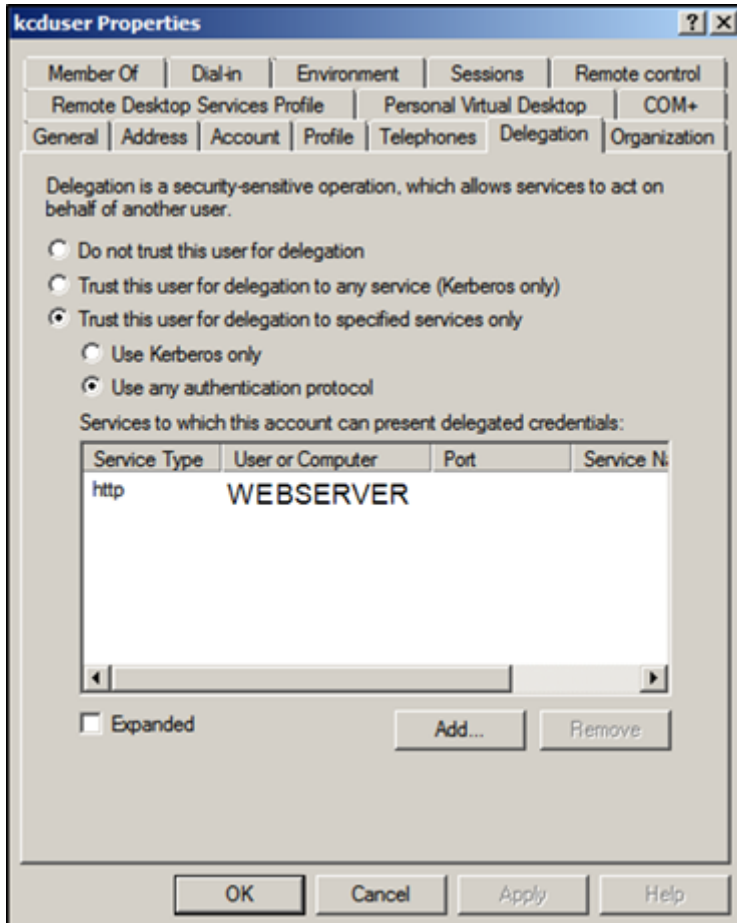 kcduser Properties
Member Of Dial-in Environment Sessions Remote control
Remote Desktop Services Profile Personal Virtual Desktop COM+
General Address Account Profile Telephones Delegation Organization
Delegation is a security-sensitive operation, which allows services to act on
behalf of another user.
Do not trust this user for delegation
Trust this user for delegation to any service (Kerberos only)
Trust this user for delegation to specified services only
Use Kerberos only
Use any authentication protocol
Services to which this account can present delegated credentials:
Service Type User or Computer Port Service
http WEBSERVER
Expanded Add... Remove
OK Cancel Apply Help